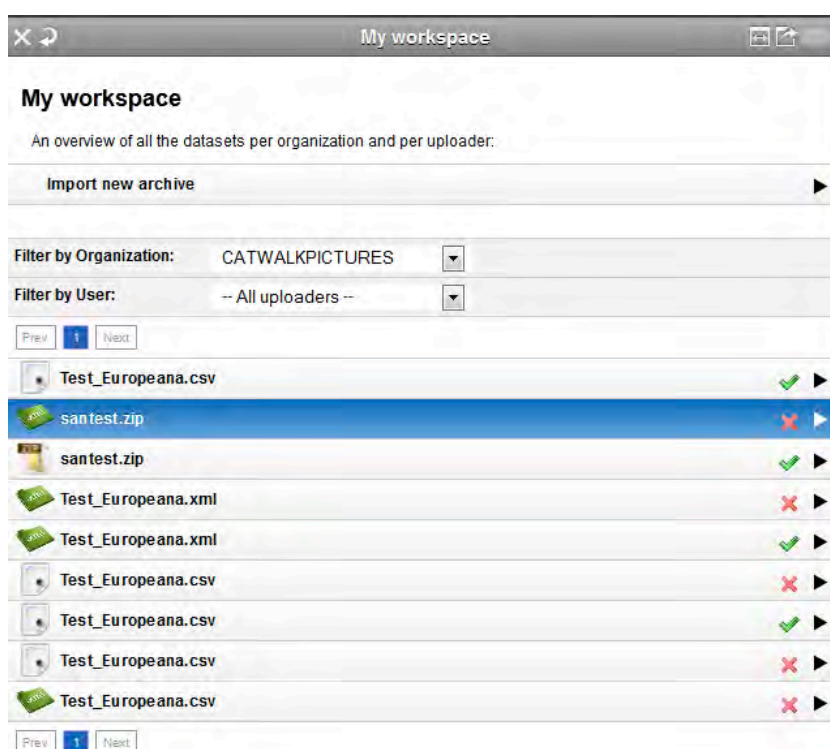 My workspace
My workspace
An overview of all the datasets per organization and per uploader:
Import new archive
Filter by Organization: CATWALKPICTURES
Filter by User: -- All uploaders --
Prev 1 Next
Test_Europeana.csv
santest.zip
santest.zip
Test_Europeana.xml
Test_Europeana.xml
Test_Europeana.csv
Test_Europeana.csv
Test_Europeana.csv
Test_Europeana.csv
Prev 1 Next